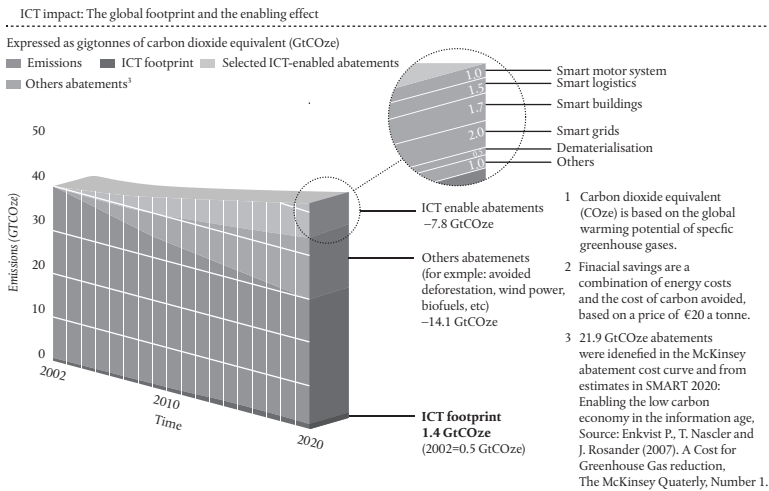 ICT impact: The global footprint and the enabling effect
Expressed as gigtonnes of carbon dioxide equivalent (GtCOze)
Emissions
ICT footprint
Selected ICT-enabled abatements
Others abatements³
50
40
30
20
10
0
Emissions (GTCOze)
2002
2010
2020
Time
1.0
1.5
1.7
2.0
0.5
1.0
Smart motor system
Smart logistics
Smart buildings
Smart grids
Dematerialisation
Others
ICT enable abatements
–7.8 GtCOze
Others abatemenets
(for exmple: avoided
deforestation, wind power,
biofuels, etc)
–14.1 GtCOze
ICT footprint
1.4 GtCOze
(2002=0.5 GtCOze)
1 Carbon dioxide equivalent
(COze) is based on the global
warming potential of specfic
greenhouse gases.
2 Finacial savings are a
combination of energy costs
and the cost of carbon avoided,
based on a price of €20 a tonne.
3 21.9 GtCOze abatements
were idenefied in the McKinsey
abatement cost curve and from
estimates in SMART 2020:
Enabling the low carbon
economy in the information age,
Source: Enkvist P., T. Nascler and
J. Rosander (2007). A Cost for
Greenhouse Gas reduction,
The McKinsey Quaterly, Number 1.